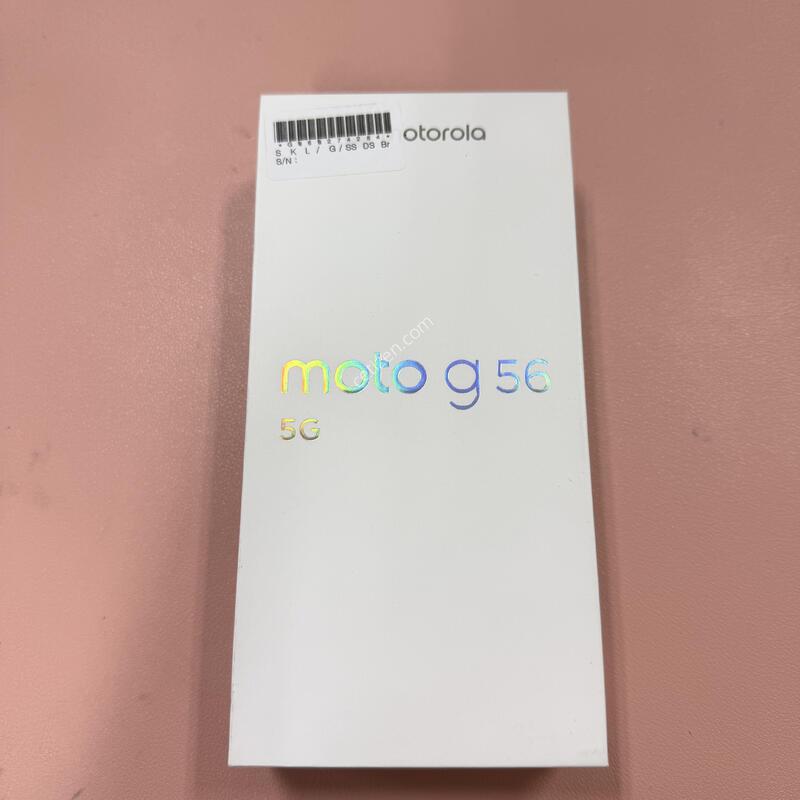 otorola
S K L / G/SS DS Br
S/N:
moto g 56
5G